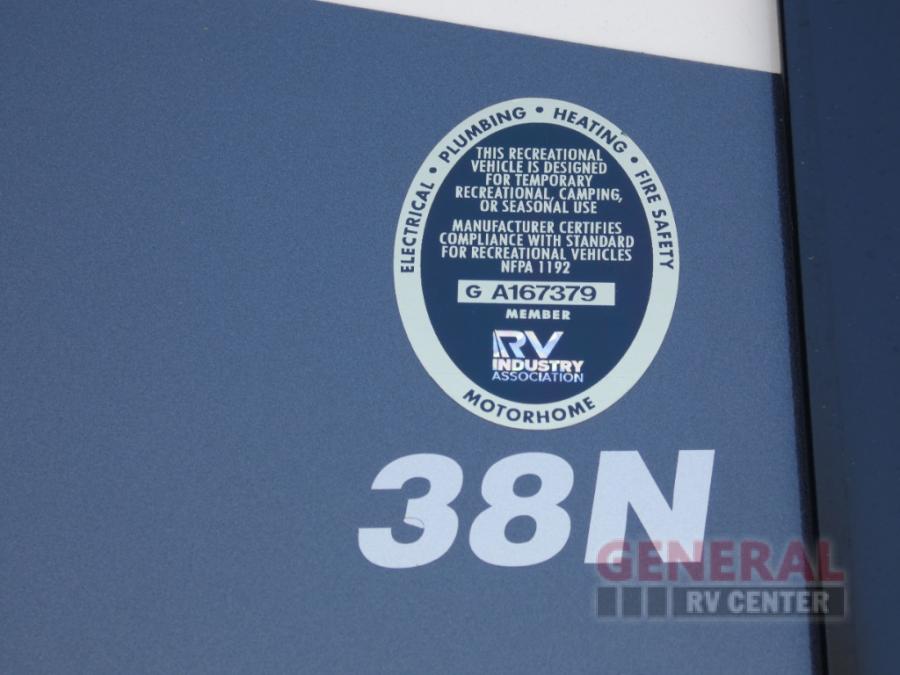 ELECTRICAL • PLUMBING • HEATING • FIRE SAFETY
THIS RECREATIONAL
VEHICLE IS DESIGNED
FOR TEMPORARY
RECREATIONAL, CAMPING,
OR SEASONAL USE
MANUFACTURER CERTIFIES
COMPLIANCE WITH STANDARD
FOR RECREATIONAL VEHICLES
NFPA 1192
G A167379
MEMBER
RV
INDUSTRY
ASSOCIATION
MOTORHOME
38N
GENERAL
RV CENTER